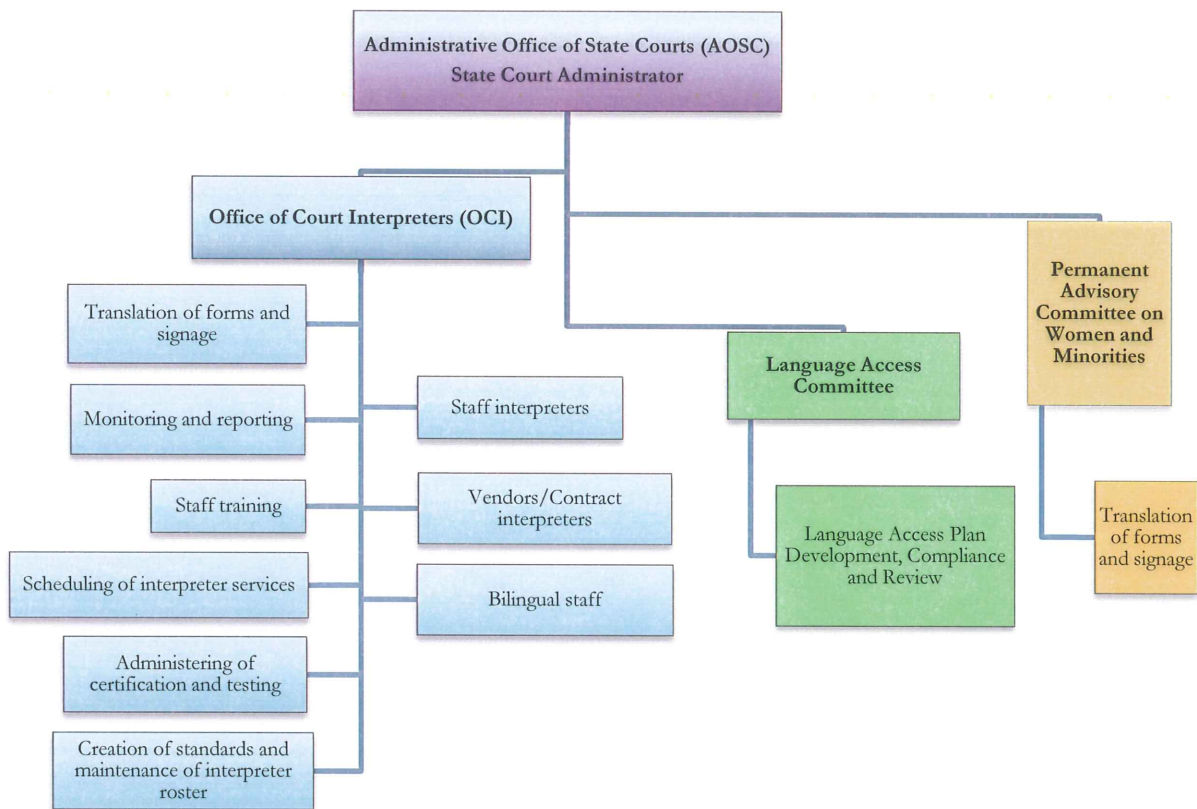 Administrative Office of State Courts (AOSC)
State Court Administrator
Office of Court Interpreters (OCI)
Translation of forms and
signage
Monitoring and reporting
Staff training
Scheduling of interpreter services
Administering of
certification and testing
Creation of standards and
maintenance of interpreter
roster
Staff interpreters
Vendors/Contract
interpreters
Bilingual staff
Language Access
Committee
Language Access Plan
Development, Compliance
and Review
Permanent
Advisory
Committee on
Women and
Minorities
Translation
of forms
and signage